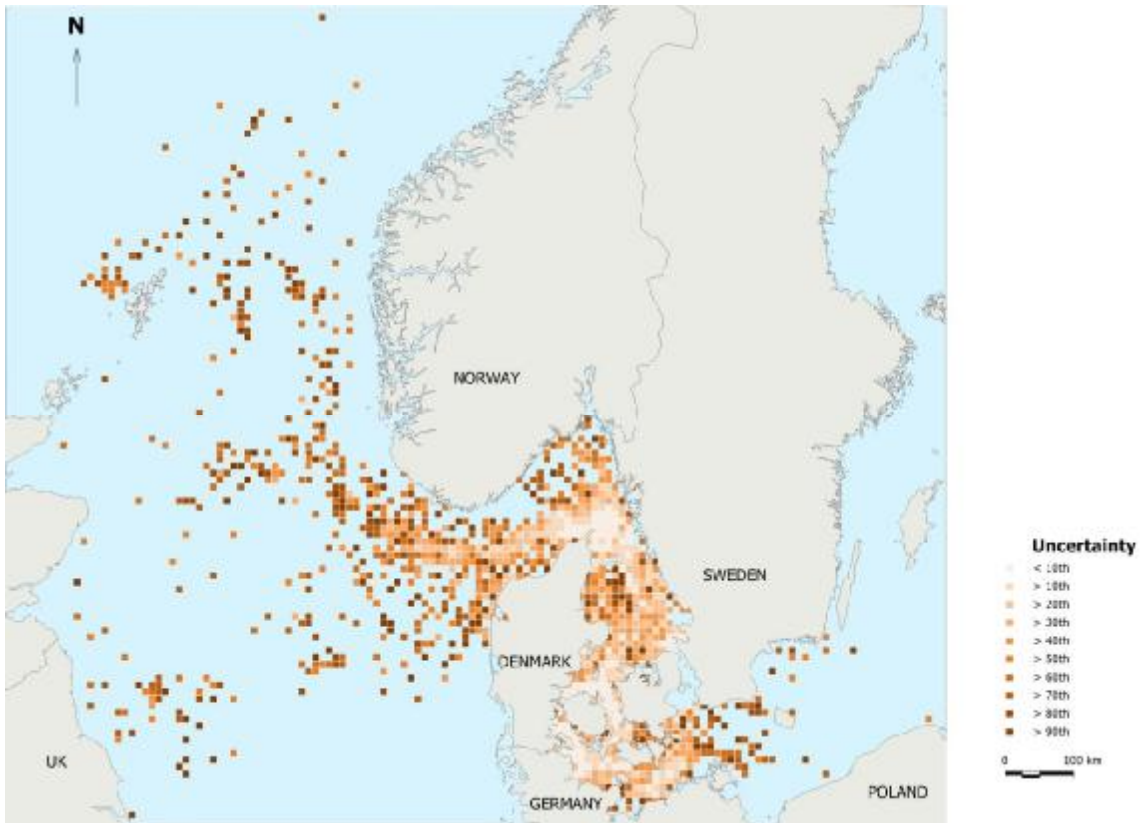 N
NORWAY
SWEDEN
DENMARK
UK
GERMANY
POLAND
Uncertainty
< 10th
> 10th
> 20th
> 30th
> 40th
> 50th
> 60th
> 70th
> 80th
> 90th
0 100 km